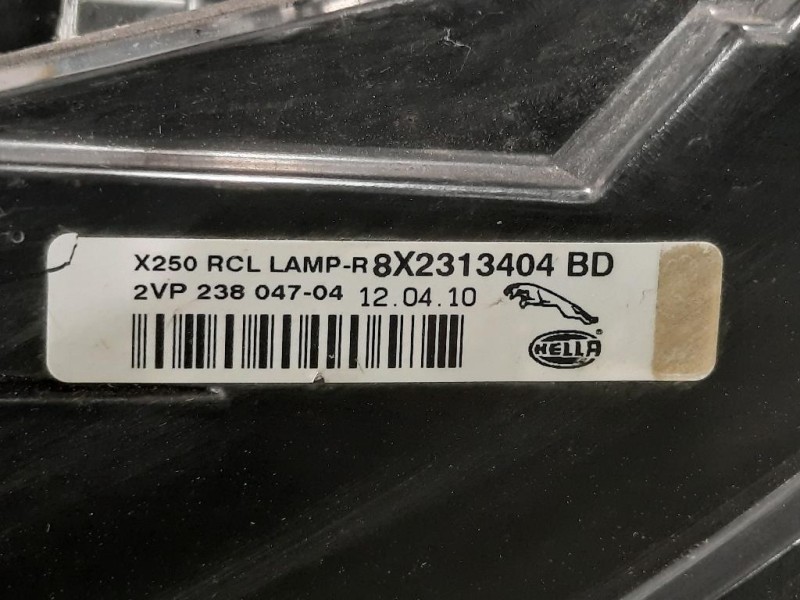 X250 RCL LAMP-R 8X2313404 BD
2VP 238 047-04 12.04.10
HELLA